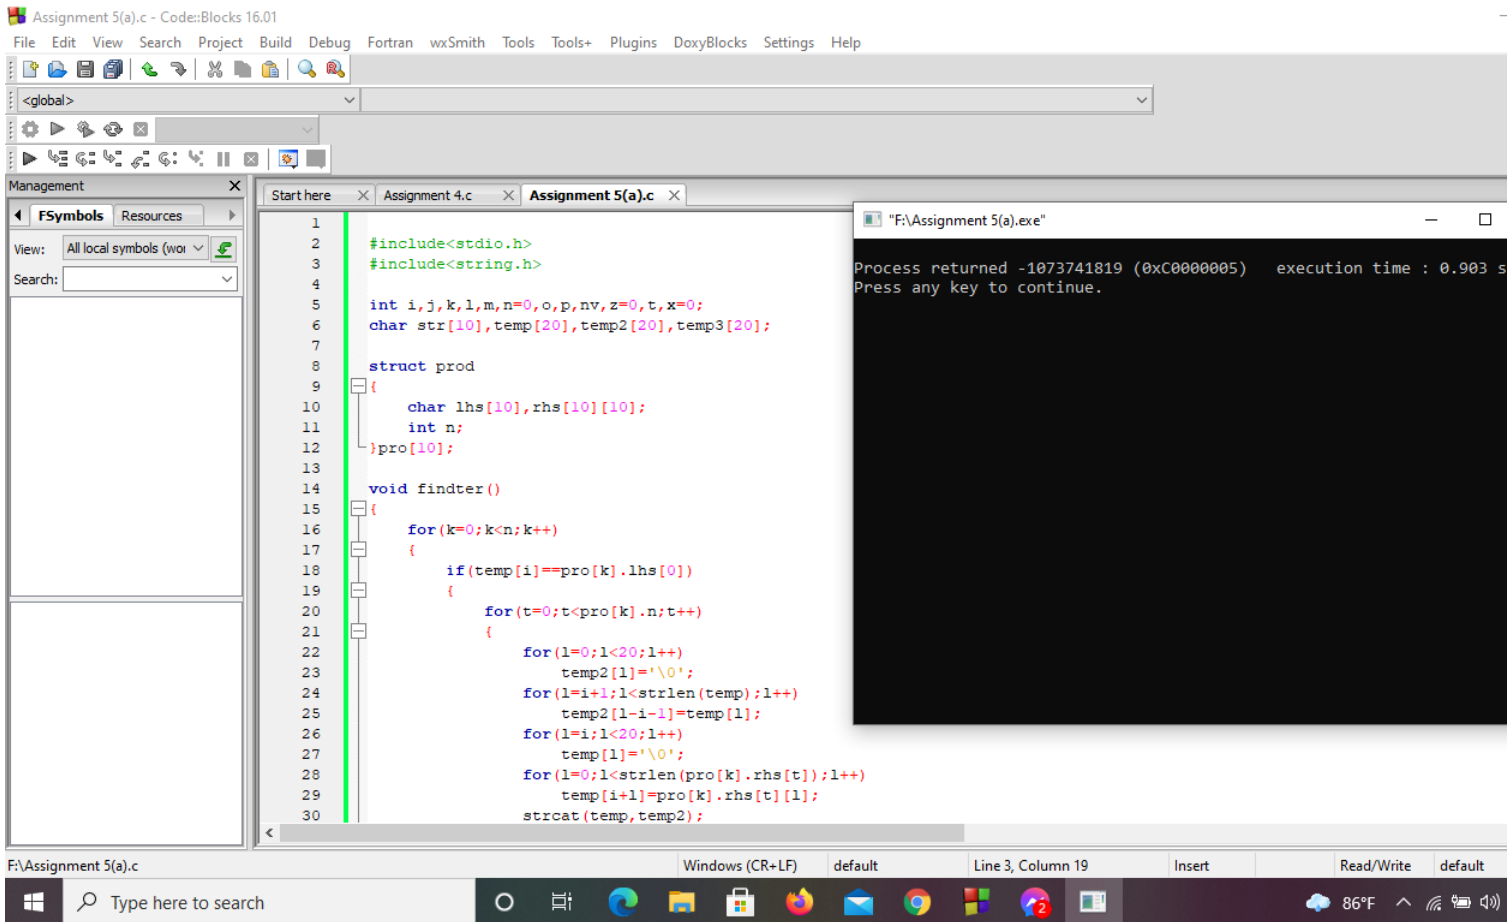 Assignment 5(a).c - Code::Blocks 16.01
File Edit View Search Project Build Debug Fortran wxSmith Tools Tools+ Plugins DoxyBlocks Settings Help
<global>
Management
FSymbols Resources
View: All local symbols (wor
Search:
Start here Assignment 4.c Assignment 5(a).c
1
2 #include<stdio.h>
3 #include<string.h>
4
5 int i,j,k,l,m,n=0,o,p,nv,z=0,t,x=0;
6 char str[10],temp[20],temp2[20],temp3[20];
7
8 struct prod
9 {
10 char lhs[10],rhs[10][10];
11 int n;
12 }pro[10];
13
14 void findter()
15 {
16 for(k=0;k<n;k++)
17 {
18 if(temp[i]==pro[k].lhs[0])
19 {
20 for(t=0;t<pro[k].n;t++)
21 {
22 for(l=0;l<20;l++)
23 temp2[l]='\0';
24 for(l=i+1;l<strlen(temp);l++)
25 temp2[l-i-1]=temp[l];
26 for(l=i;l<20;l++)
27 temp[l]='\0';
28 for(l=0;l<strlen(pro[k].rhs[t]);l++)
29 temp[i+l]=pro[k].rhs[t][l];
30 strcat(temp,temp2);
"F:\Assignment 5(a).exe"
Process returned -1073741819 (0xC0000005) execution time : 0.903 s
Press any key to continue.
F:\Assignment 5(a).c Windows (CR+LF) default Line 3, Column 19 Insert Read/Write default
Type here to search 2 86°F